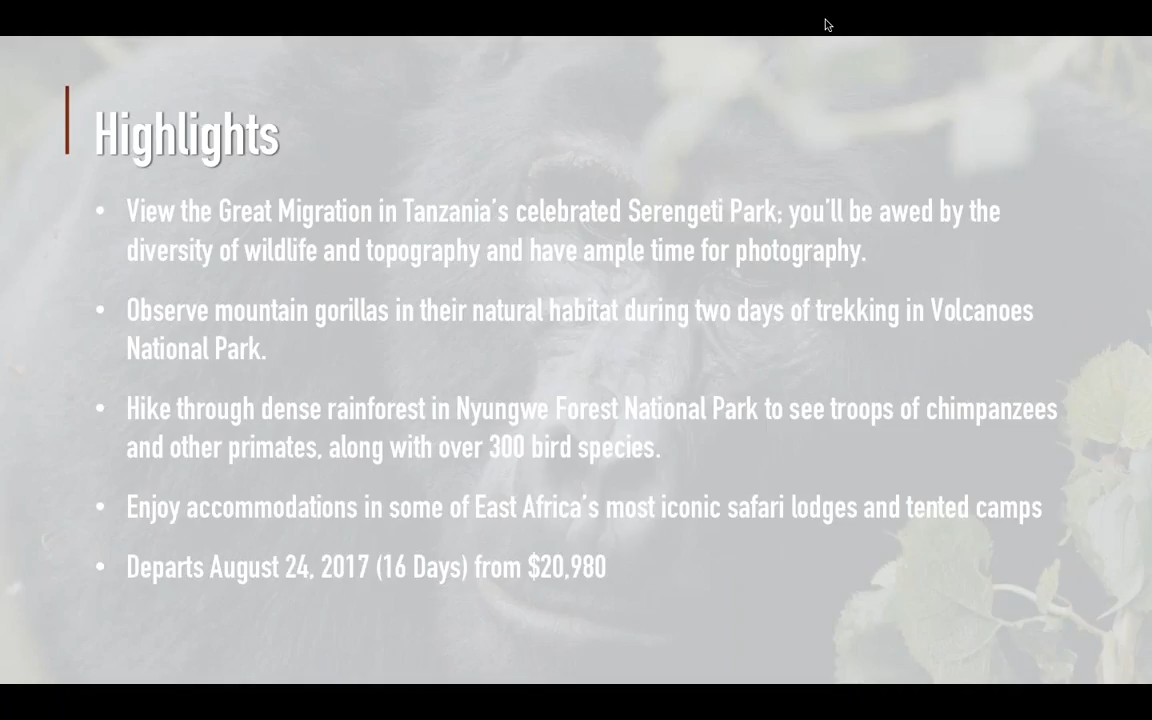 Highlights
• View the Great Migration in Tanzania's celebrated Serengeti Park; you'll be awed by the
diversity of wildlife and topography and have ample time for photography.
• Observe mountain gorillas in their natural habitat during two days of trekking in Volcanoes
National Park.
• Hike through dense rainforest in Nyungwe Forest National Park to see troops of chimpanzees
and other primates, along with over 300 bird species.
• Enjoy accommodations in some of East Africa's most iconic safari lodges and tented camps
• Departs August 24, 2017 (16 Days) from $20,980